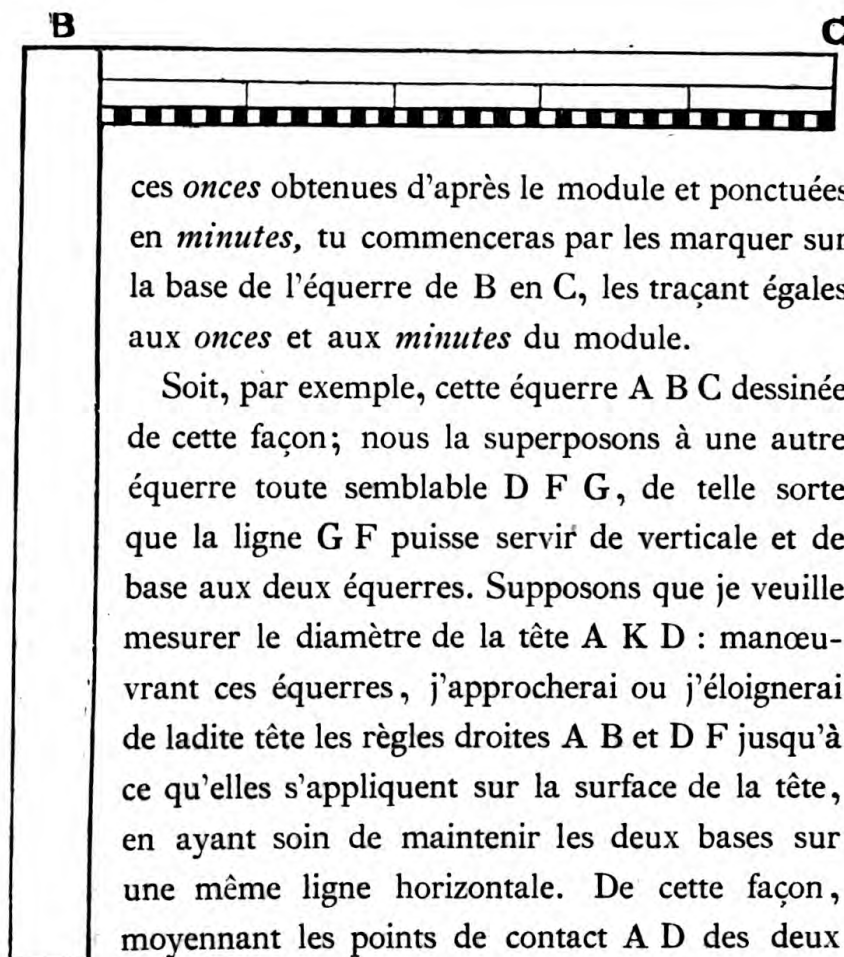 B C
ces onces obtenues d'après le module et ponctuées
en minutes, tu commenceras par les marquer sur
la base de l'équerre de B en C, les traçant égales
aux onces et aux minutes du module.
Soit, par exemple, cette équerre A B C dessinée
de cette façon; nous la superposons à une autre
équerre toute semblable D F G, de telle sorte
que la ligne G F puisse servir de verticale et de
base aux deux équerres. Supposons que je veuille
mesurer le diamètre de la tête A K D : manœu-
vrant ces équerres, j'approcherai ou j'éloignerai
de ladite tête les règles droites A B et D F jusqu'à
ce qu'elles s'appliquent sur la surface de la tête,
en ayant soin de maintenir les deux bases sur
une même ligne horizontale. De cette façon,
moyennant les points de contact A D des deux